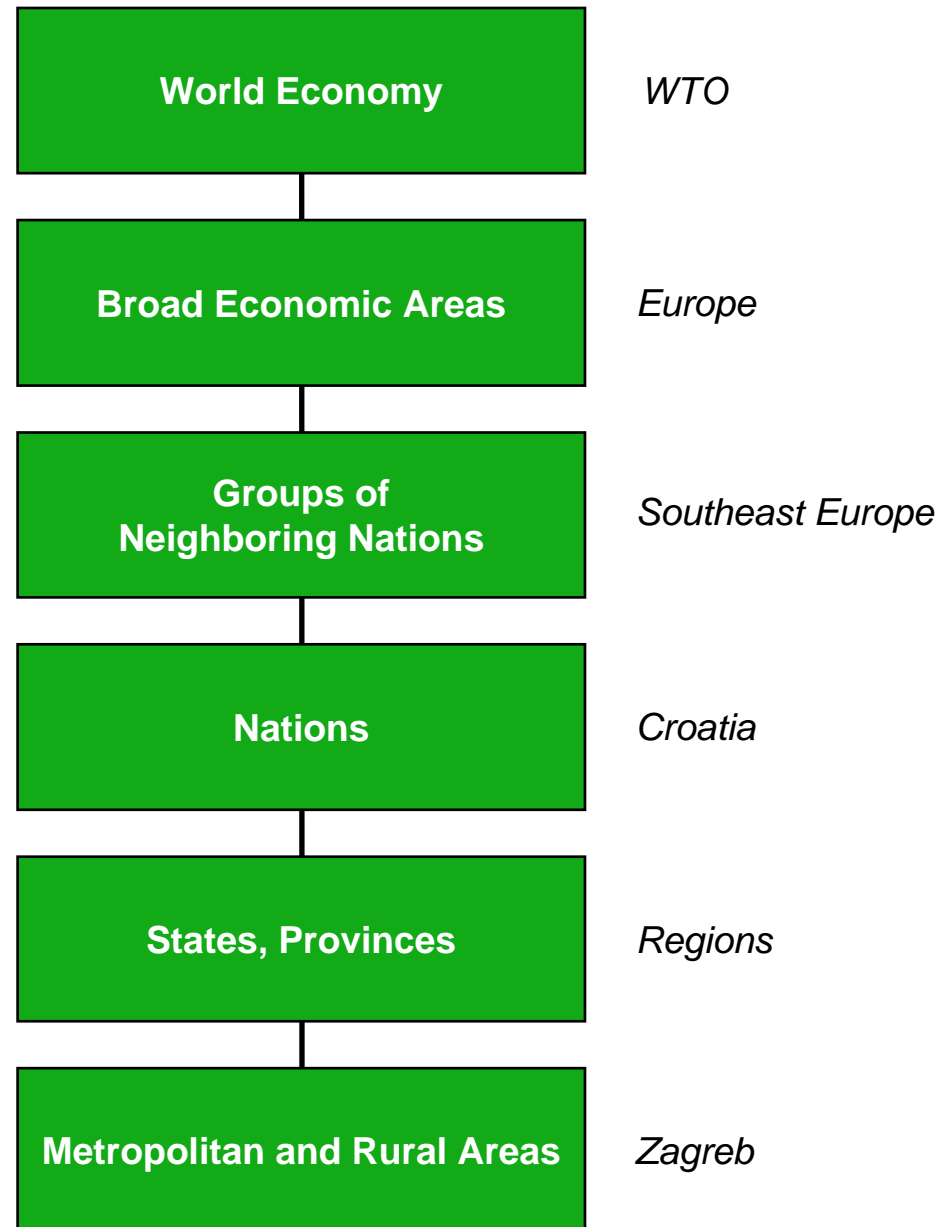 World Economy
WTO
Broad Economic Areas
Europe
Groups of
Neighboring Nations
Southeast Europe
Nations
Croatia
States, Provinces
Regions
Metropolitan and Rural Areas
Zagreb